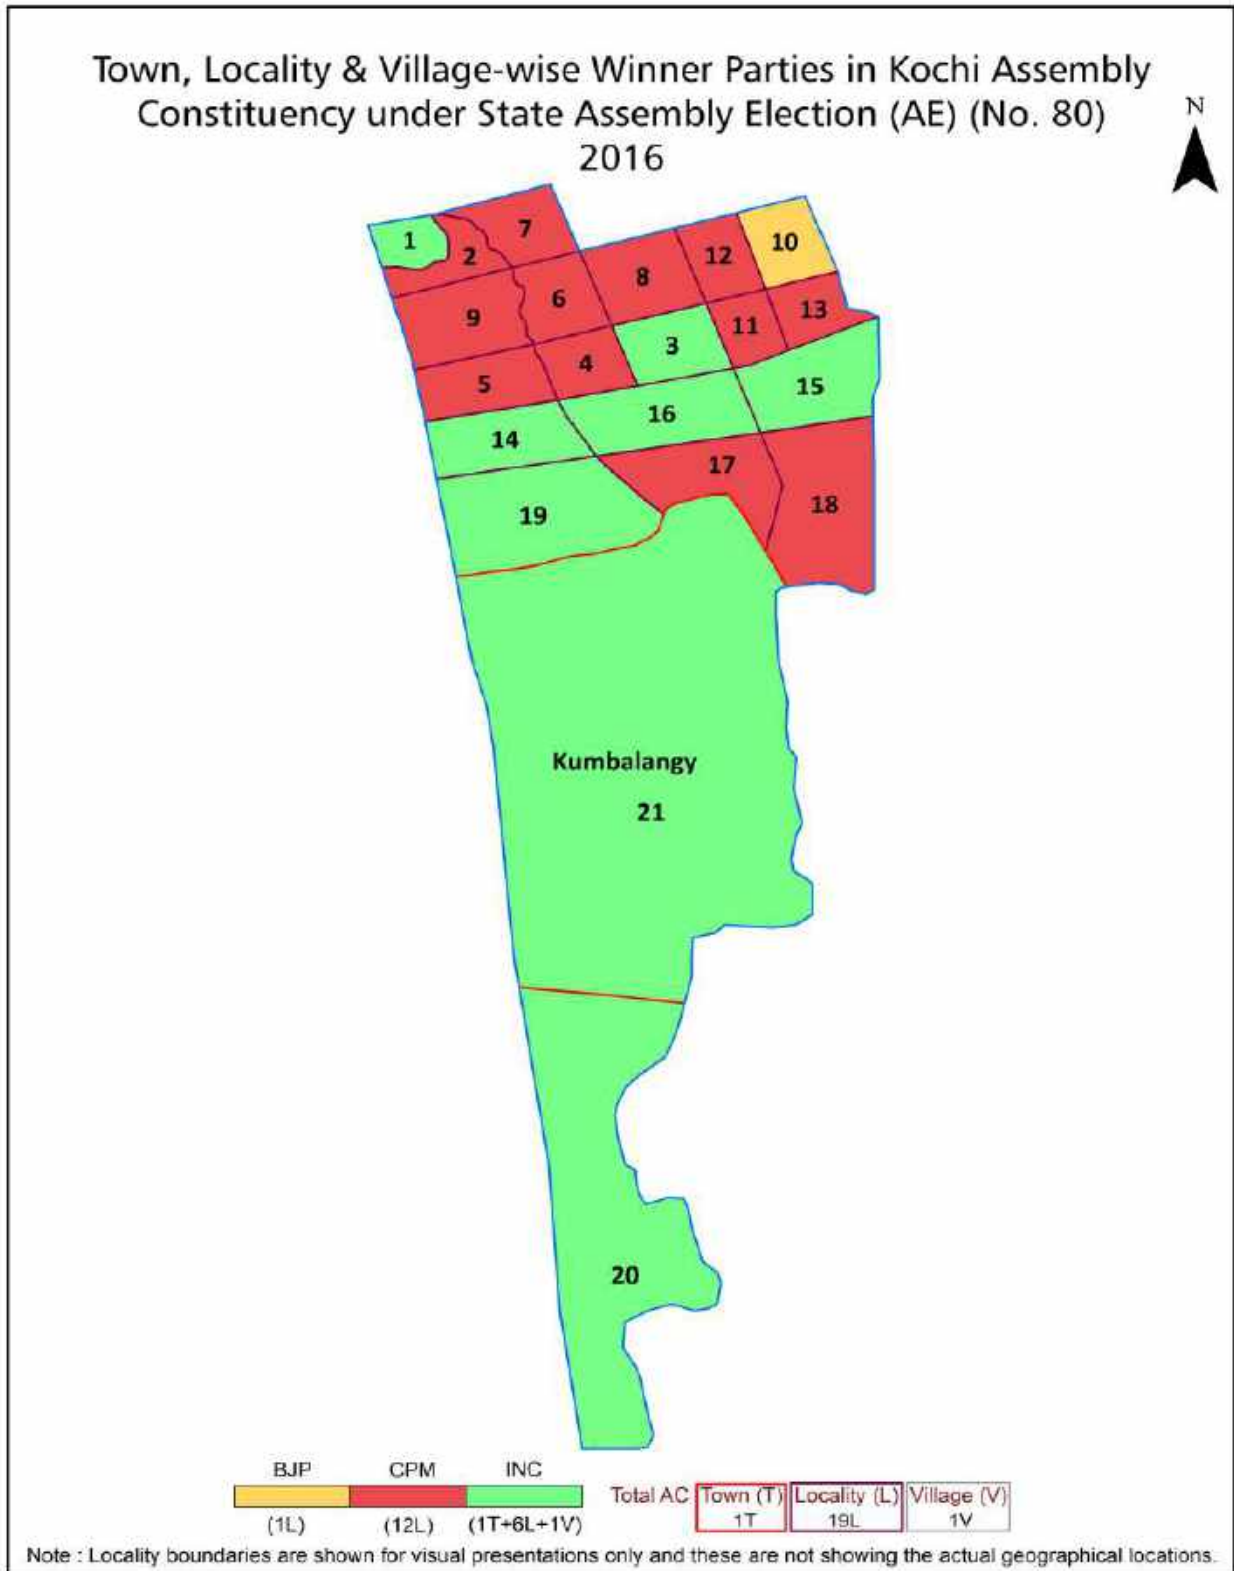 Town, Locality & Village-wise Winner Parties in Kochi Assembly
Constituency under State Assembly Election (AE) (No. 80)
2016
N
1
2
7
12
10
8
6
9
13
11
3
4
5
15
16
14
17
18
19
Kumbalangy
21
20
BJP CPM INC
(1L) (12L) (1T+6L+1V)
Total AC Town (T) Locality (L) Village (V)
1T 19L 1V
Note : Locality boundaries are shown for visual presentations only and these are not showing the actual geographical locations.